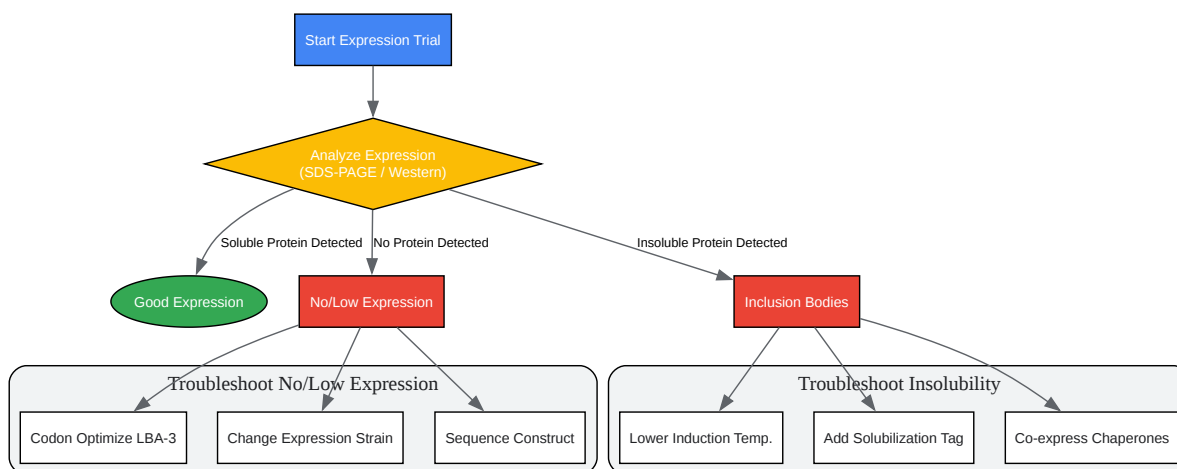 Start Expression Trial
Analyze Expression
(SDS-PAGE / Western)
Soluble Protein Detected
No Protein Detected
Insoluble Protein Detected
Good Expression
No/Low Expression
Inclusion Bodies
Troubleshoot No/Low Expression
Troubleshoot Insolubility
Codon Optimize LBA-3
Change Expression Strain
Sequence Construct
Lower Induction Temp.
Add Solubilization Tag
Co-express Chaperones